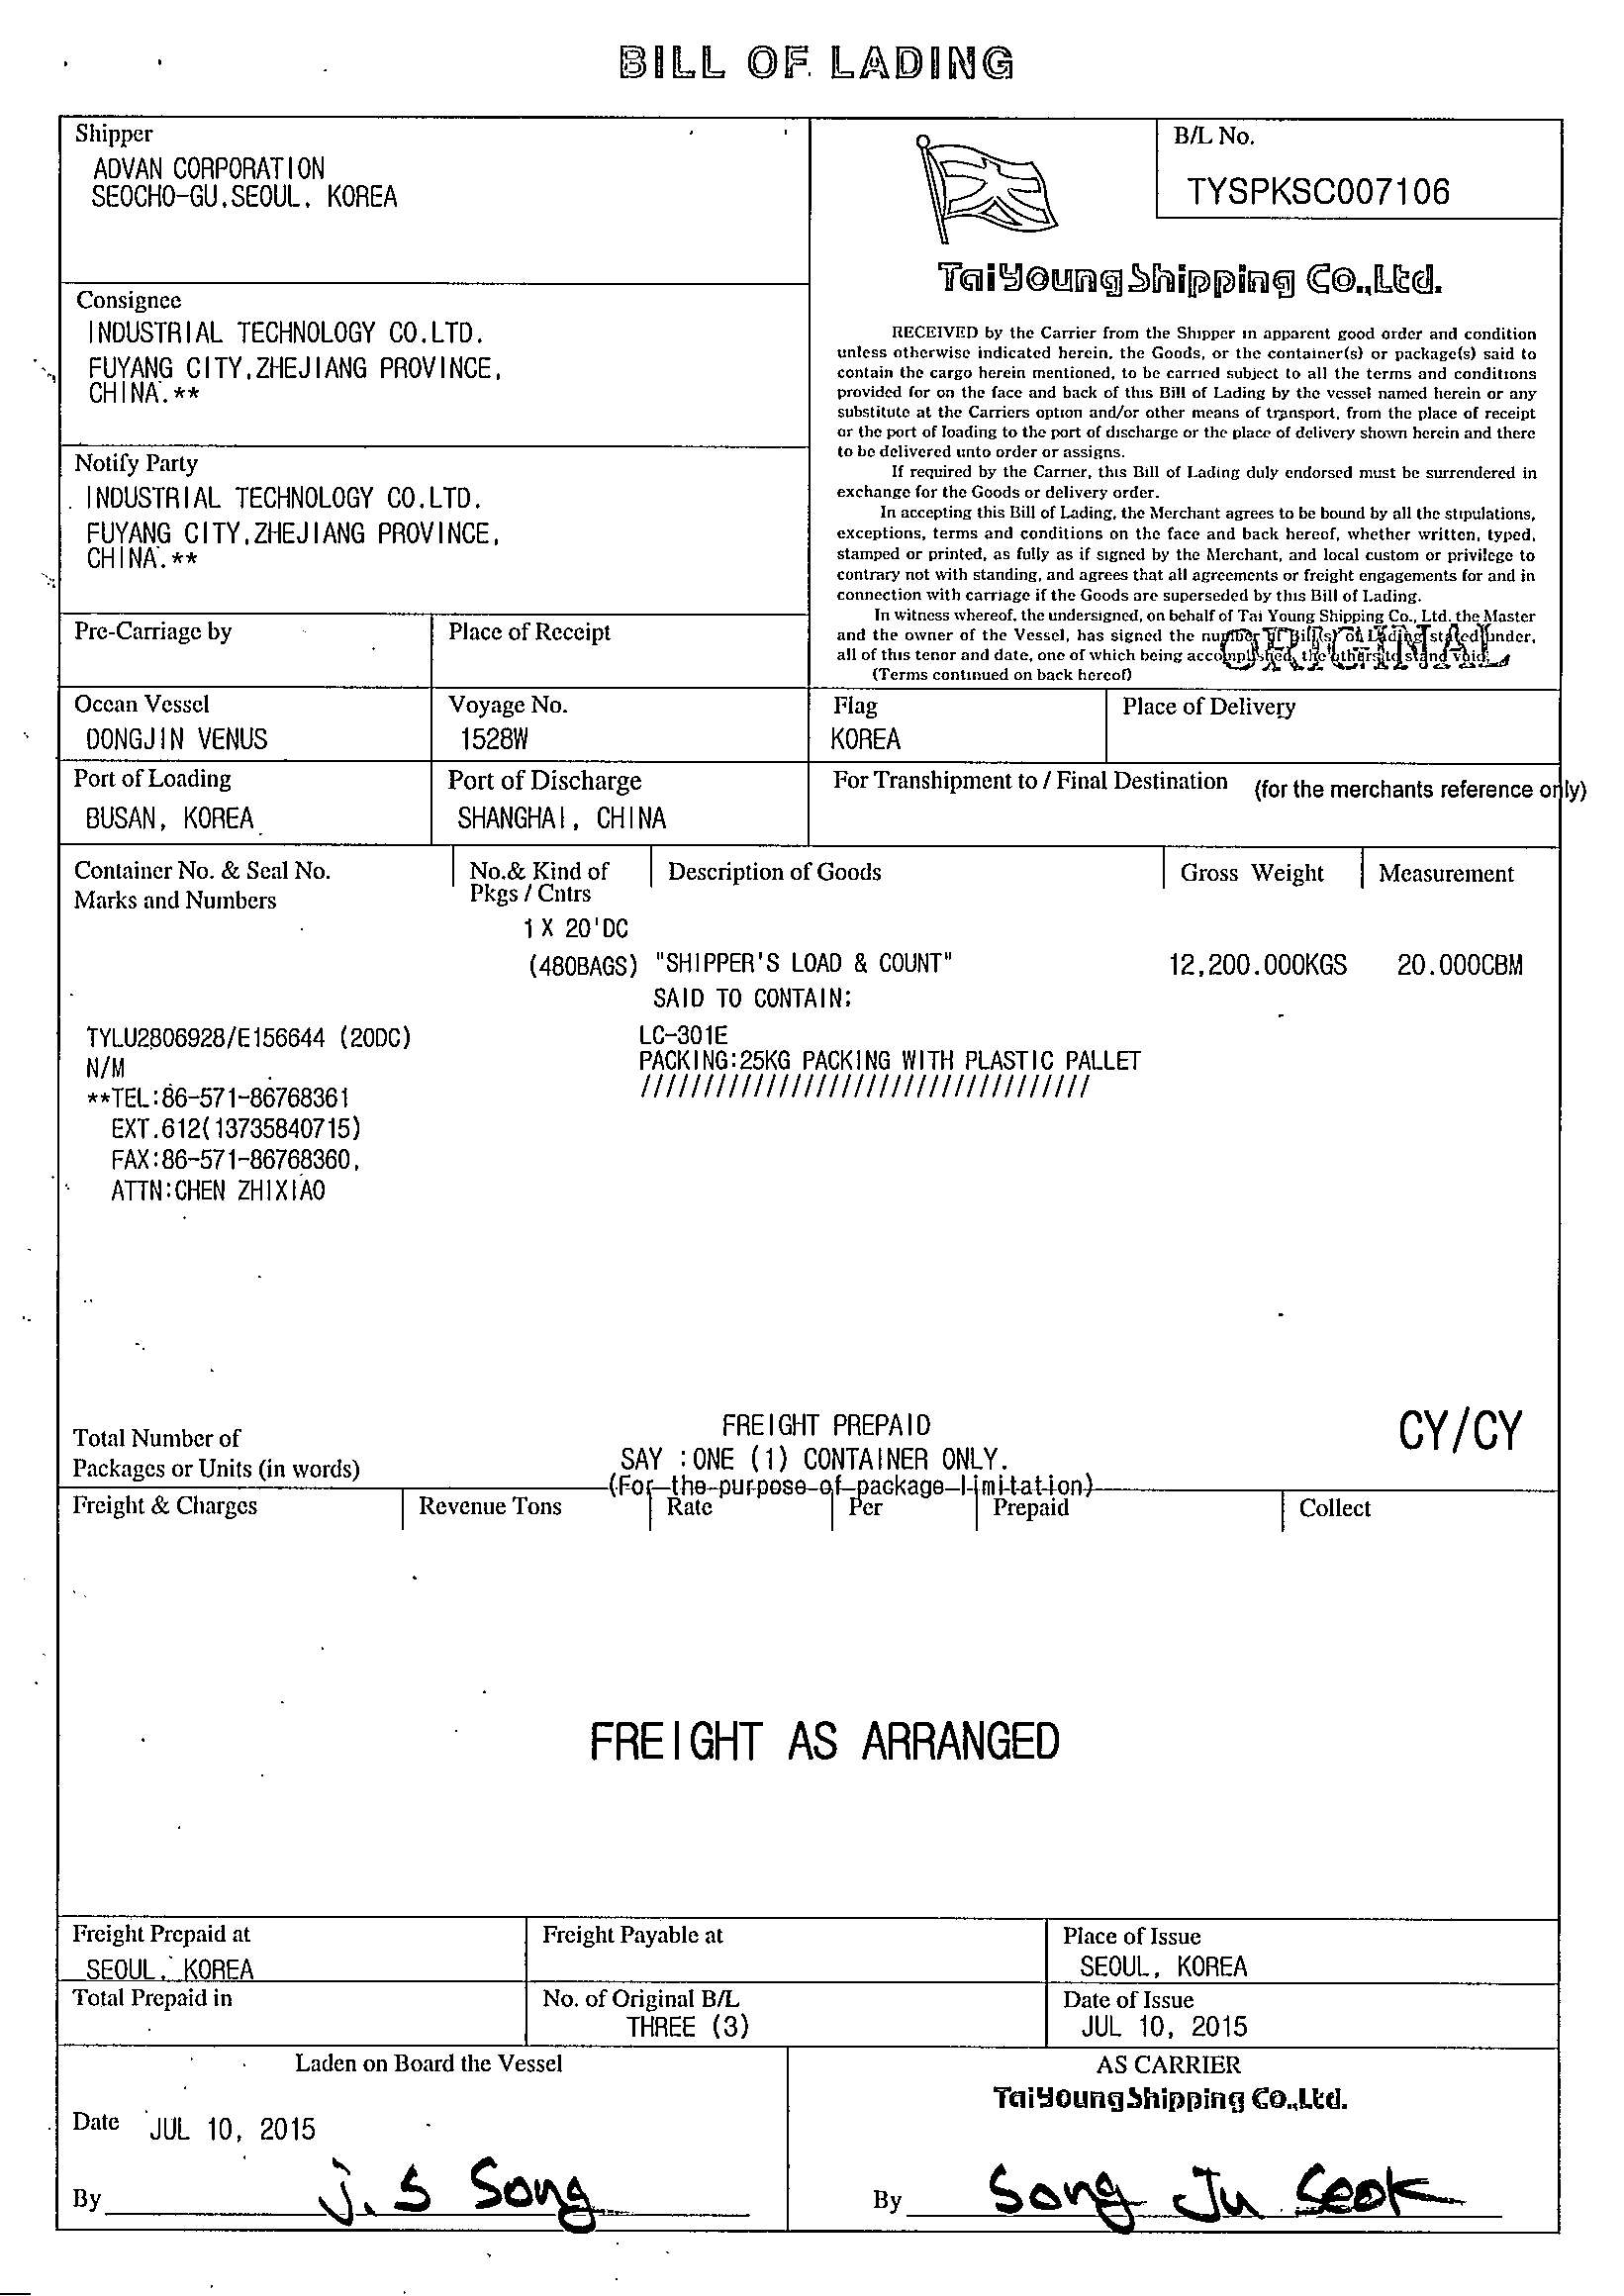 BILL OF LADING
Shipper
ADVAN CORPORATION
SEOCHO-GU,SEOUL, KOREA
B/L No.
TYSPKSC007106
TaiYoung Shipping Co.,Ltd.
Consignee
INDUSTRIAL TECHNOLOGY CO.LTD.
FUYANG CITY,ZHEJIANG PROVINCE,
CHINA.**
Notify Party
INDUSTRIAL TECHNOLOGY CO.LTD.
FUYANG CITY,ZHEJIANG PROVINCE,
CHINA.**
RECEIVED by the Carrier from the Shipper in apparent good order and condition
unless otherwise indicated herein, the Goods, or the container(s) or package(s) said to
contain the cargo herein mentioned, to be carried subject to all the terms and conditions
provided for on the face and back of this Bill of Lading by the vessel named herein or any
substitute at the Carriers option and/or other means of transport, from the place of receipt
or the port of loading to the port of discharge or the place of delivery shown herein and there
to be delivered unto order or assigns.
If required by the Carrier, this Bill of Lading duly endorsed must be surrendered in
exchange for the Goods or delivery order.
In accepting this Bill of Lading, the Merchant agrees to be bound by all the stipulations,
exceptions, terms and conditions on the face and back hereof, whether written, typed,
stamped or printed, as fully as if signed by the Merchant, and local custom or privilege to
contrary not with standing, and agrees that all agreements or freight engagements for and in
connection with carriage if the Goods are superseded by this Bill of Lading.
In witness whereof, the undersigned, on behalf of Tai Young Shipping Co., Ltd. the Master
and the owner of the Vessel, has signed the number of Bill(s) of Lading stated under,
all of this tenor and date, one of which being accomplished, the others to stand void.
(Terms continued on back hereof)
ORIGINAL
Pre-Carriage by
Place of Receipt
Ocean Vessel
DONGJIN VENUS
Voyage No.
1528W
Flag
KOREA
Place of Delivery
Port of Loading
BUSAN, KOREA
Port of Discharge
SHANGHAI, CHINA
For Transhipment to / Final Destination (for the merchants reference only)
Container No. & Seal No.
Marks and Numbers
No.& Kind of
Pkgs / Cntrs
Description of Goods
Gross Weight
Measurement
1 X 20'DC
(480BAGS) "SHIPPER'S LOAD & COUNT" 12,200.000KGS 20.000CBM
SAID TO CONTAIN:
TYLU2806928/E156644 (20DC) LC-301E
N/M PACKING:25KG PACKING WITH PLASTIC PALLET
///////////////////////////////////
**TEL:86-571-86768361
EXT.612(13735840715)
FAX:86-571-86768360,
ATTN:CHEN ZHIXIAO
FREIGHT PREPAID
CY/CY
Total Number of
Packages or Units (in words)
SAY :ONE (1) CONTAINER ONLY.
(For the purpose of package limitation)
Freight & Charges
Revenue Tons
Rate
Per
Prepaid
Collect
FREIGHT AS ARRANGED
Freight Prepaid at
SEOUL, KOREA
Freight Payable at
Place of Issue
SEOUL, KOREA
Total Prepaid in
No. of Original B/L
THREE (3)
Date of Issue
JUL 10, 2015
Laden on Board the Vessel
Date JUL 10, 2015
By J. S Song
AS CARRIER
TaiYoung Shipping Co.,Ltd.
By Song Ju Seok